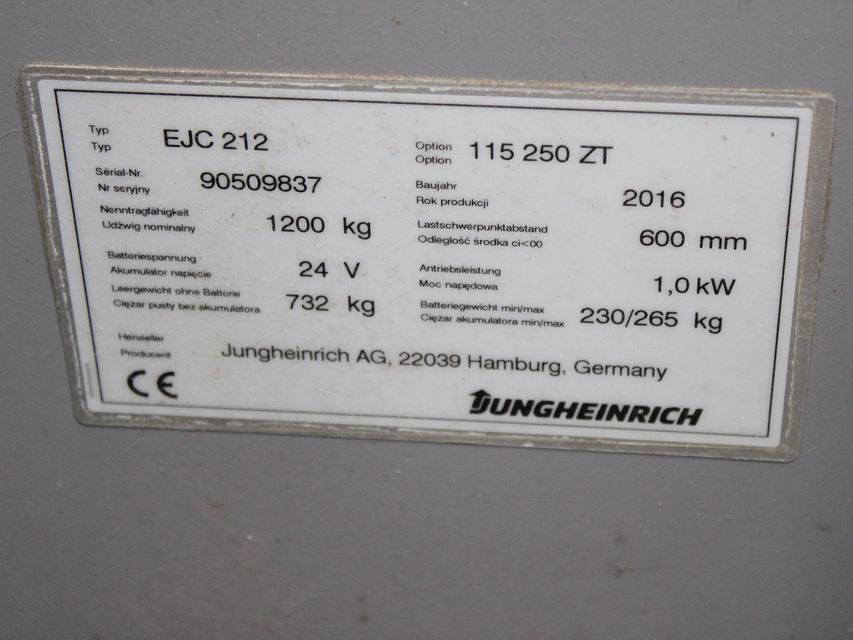 Typ
Typ
EJC 212
Option
Option
115 250 ZT
Serial-Nr.
Nr seryjny
90509837
Baujahr
Rok produkcji
2016
Nenntragfähigkeit
Udźwig nominalny
1200 kg
Lastschwerpunktabstand
Odległość środka ci<00
600 mm
Batteriespannung
Akumulator napięcie
24 V
Antriebsleistung
Moc napędowa
1,0 kW
Leergewicht ohne Batterie
Ciężar pusty bez akumulatora
732 kg
Batteriegewicht min/max
Ciężar akumulatora min/max
230/265 kg
Hersteller
Producent
Jungheinrich AG, 22039 Hamburg, Germany
CE
JUNGHEINRICH